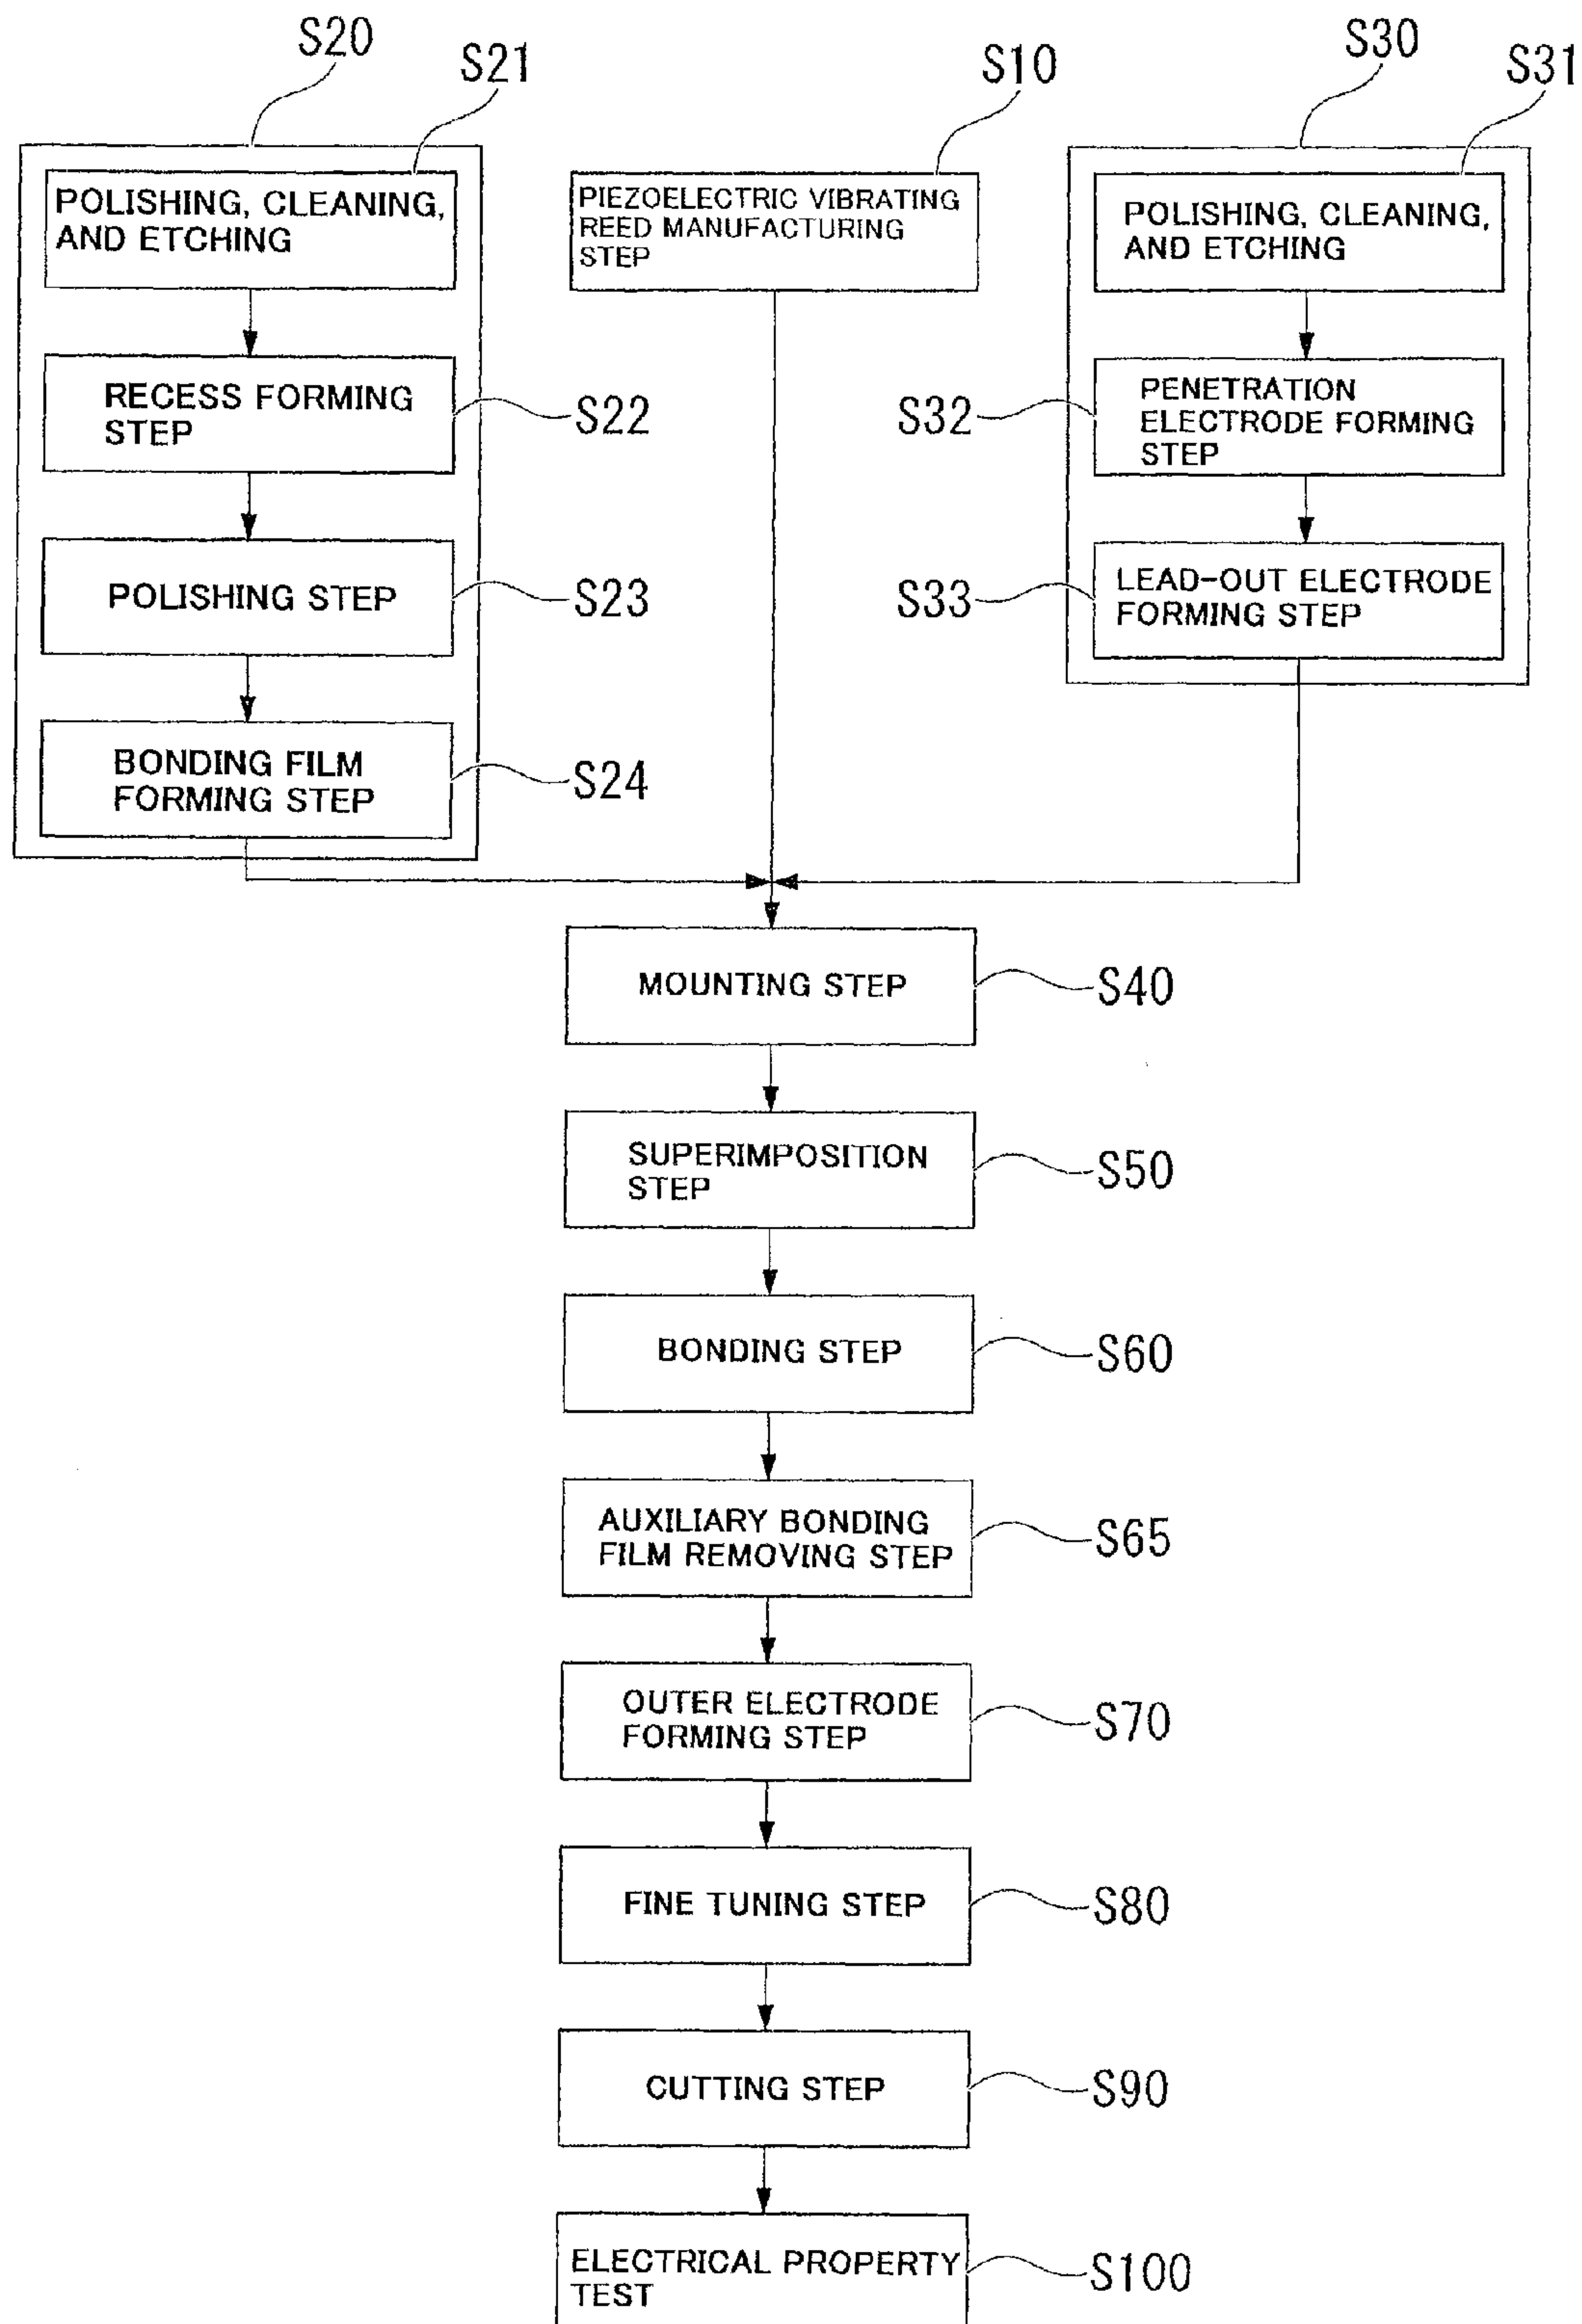 S20
S21
POLISHING, CLEANING,
AND ETCHING
RECESS FORMING
STEP
S22
POLISHING STEP
S23
BONDING FILM
FORMING STEP
S24
S10
PIEZOELECTRIC VIBRATING
REED MANUFACTURING
STEP
S30
S31
POLISHING, CLEANING,
AND ETCHING
S32
PENETRATION
ELECTRODE FORMING
STEP
S33
LEAD-OUT ELECTRODE
FORMING STEP
MOUNTING STEP
S40
SUPERIMPOSITION
STEP
S50
BONDING STEP
S60
AUXILIARY BONDING
FILM REMOVING STEP
S65
OUTER ELECTRODE
FORMING STEP
S70
FINE TUNING STEP
S80
CUTTING STEP
S90
ELECTRICAL PROPERTY
TEST
S100